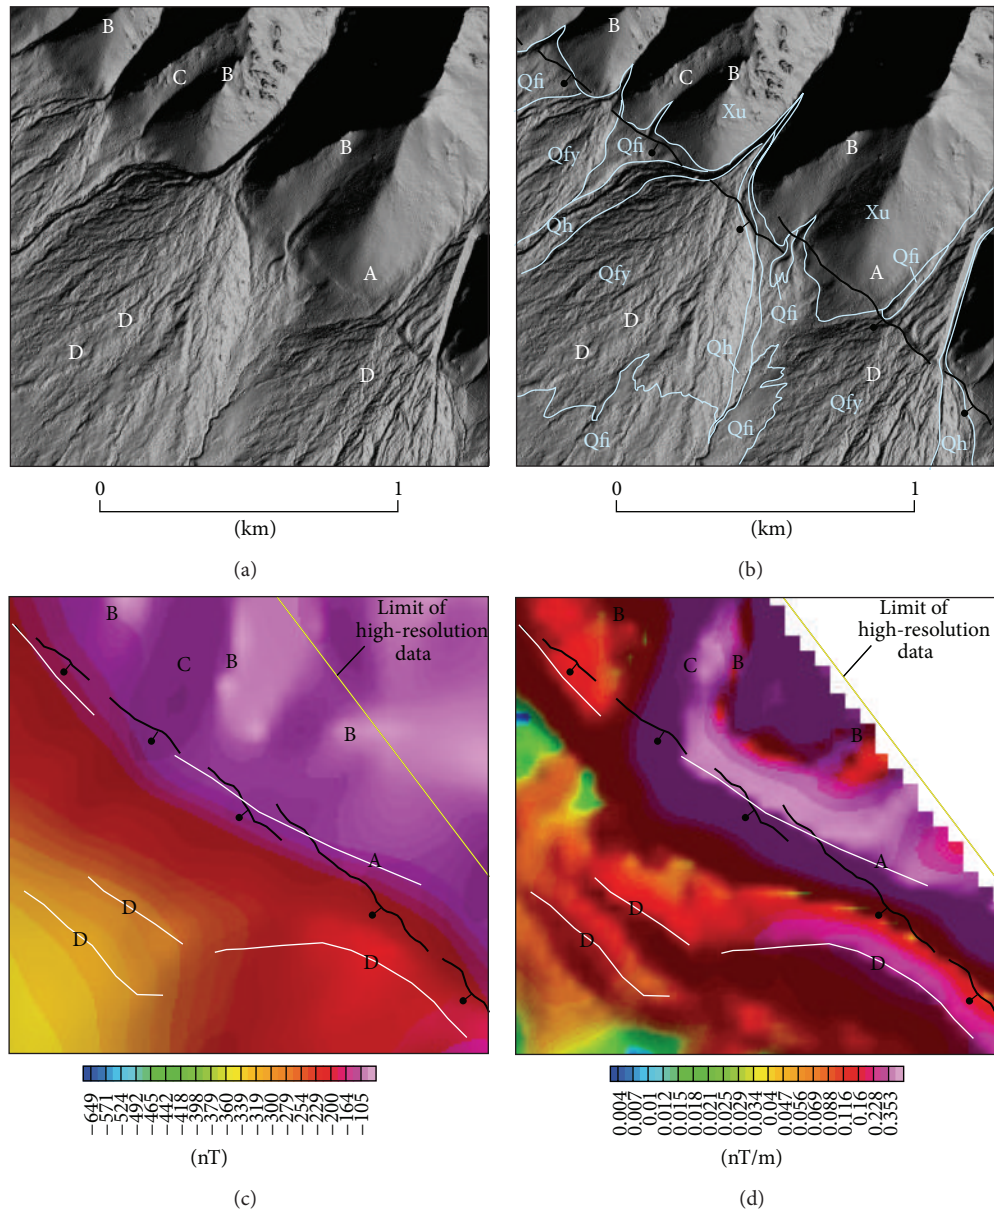 B
C
B
B
A
D
D
D
0
1
(km)
(a)
B
Qfi
C
B
Xu
Qfy
Qfi
B
Qh
Xu
Qfy
A
Qfi
D
Qfi
D
Qh
D
Qfy
Qfi
Qfi
Qh
0
1
(km)
(b)
B
Limit of
high-resolution
data
C
B
B
A
D
D
D
−649
−571
−524
−492
−465
−442
−418
−398
−379
−360
−339
−319
−300
−279
−254
−229
−200
−164
−105
(nT)
(c)
B
Limit of
high-resolution
data
C
B
B
A
D
D
D
0.004
0.007
0.01
0.012
0.015
0.018
0.021
0.025
0.029
0.034
0.04
0.047
0.056
0.069
0.088
0.116
0.16
0.228
0.353
(nT/m)
(d)